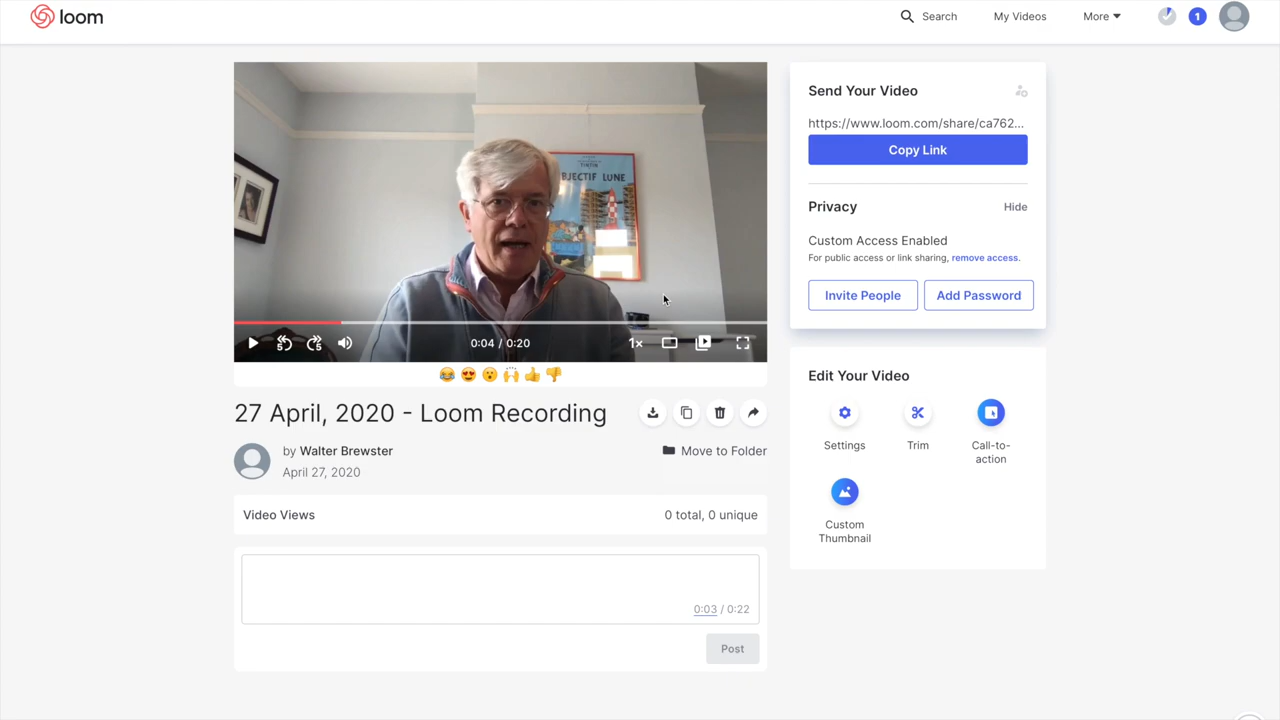 loom
Search
My Videos
More
1
TINTIN
OBJECTIF LUNE
5
5
0:04 / 0:20
1x
Send Your Video
https://www.loom.com/share/ca762...
Copy Link
Privacy
Hide
Custom Access Enabled
For public access or link sharing, remove access.
Invite People
Add Password
27 April, 2020 - Loom Recording
by Walter Brewster
April 27, 2020
Move to Folder
Video Views
0 total, 0 unique
0:03 / 0:22
Post
Edit Your Video
Settings
Trim
Call-to-
action
Custom
Thumbnail